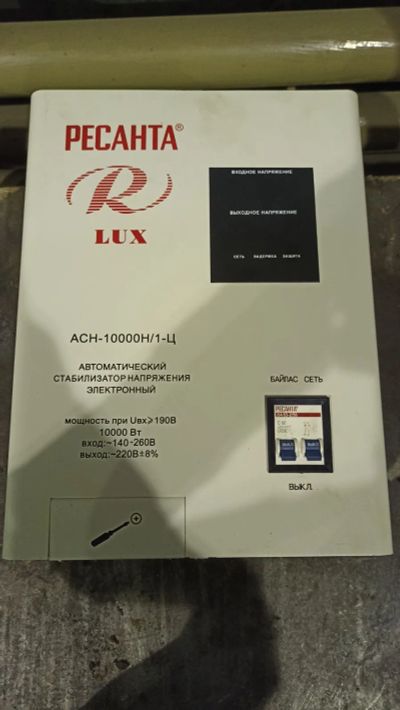 РЕСАНТА®
R
LUX
ВХОДНОЕ НАПРЯЖЕНИЕ
ВЫХОДНОЕ НАПРЯЖЕНИЕ
СЕТЬ ЗАДЕРЖКА ЗАЩИТА
АСН-10000Н/1-Ц
АВТОМАТИЧЕСКИЙ
СТАБИЛИЗАТОР НАПРЯЖЕНИЯ
ЭЛЕКТРОННЫЙ
мощность при Uвх≥190В
10000 Вт
вход:~140-260В
выход:~220В±8%
БАЙПАС СЕТЬ
РЕСАНТА
ВЫКЛ.